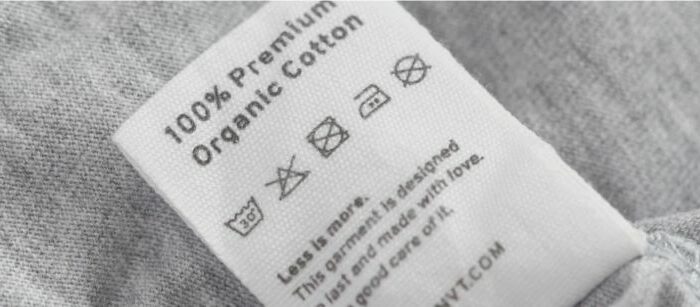 100% Premium
Organic Cotton
30°
Less is more.
This garment is designed
last and made with love.
good care of it.
.COM